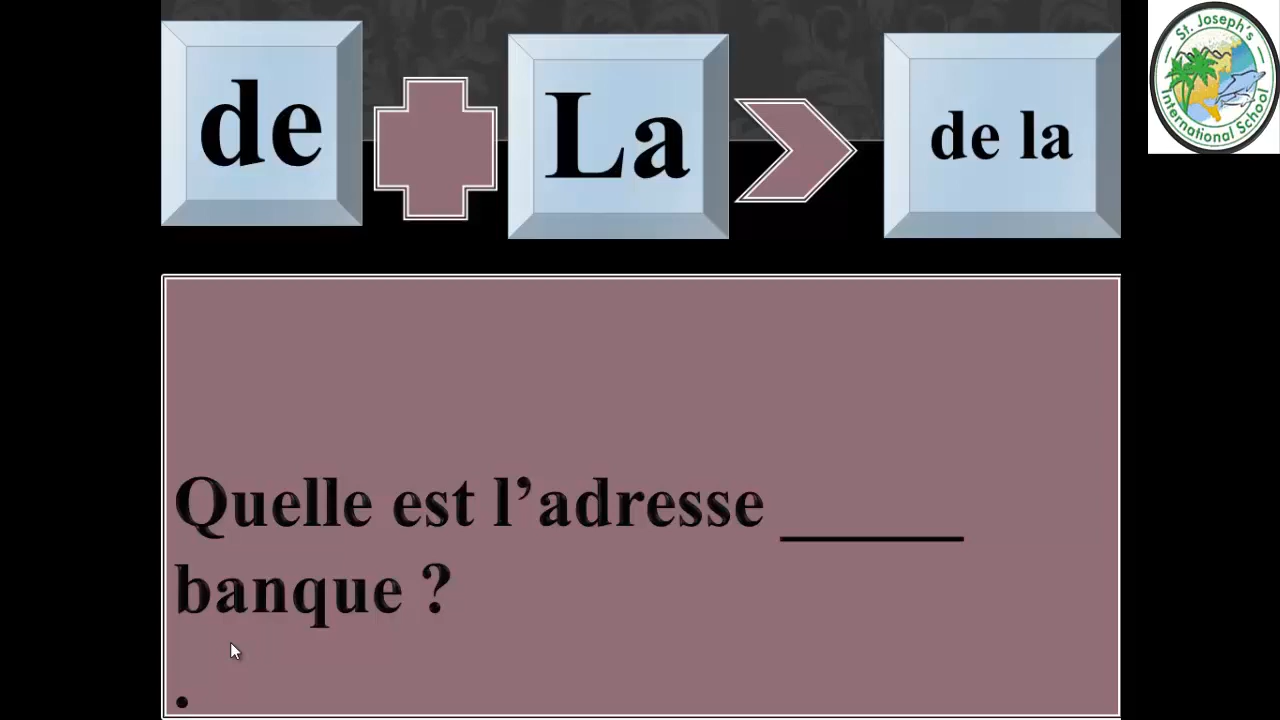 de
La
de la
St. Joseph's
International School
Quelle est l’adresse ______
banque ?
•